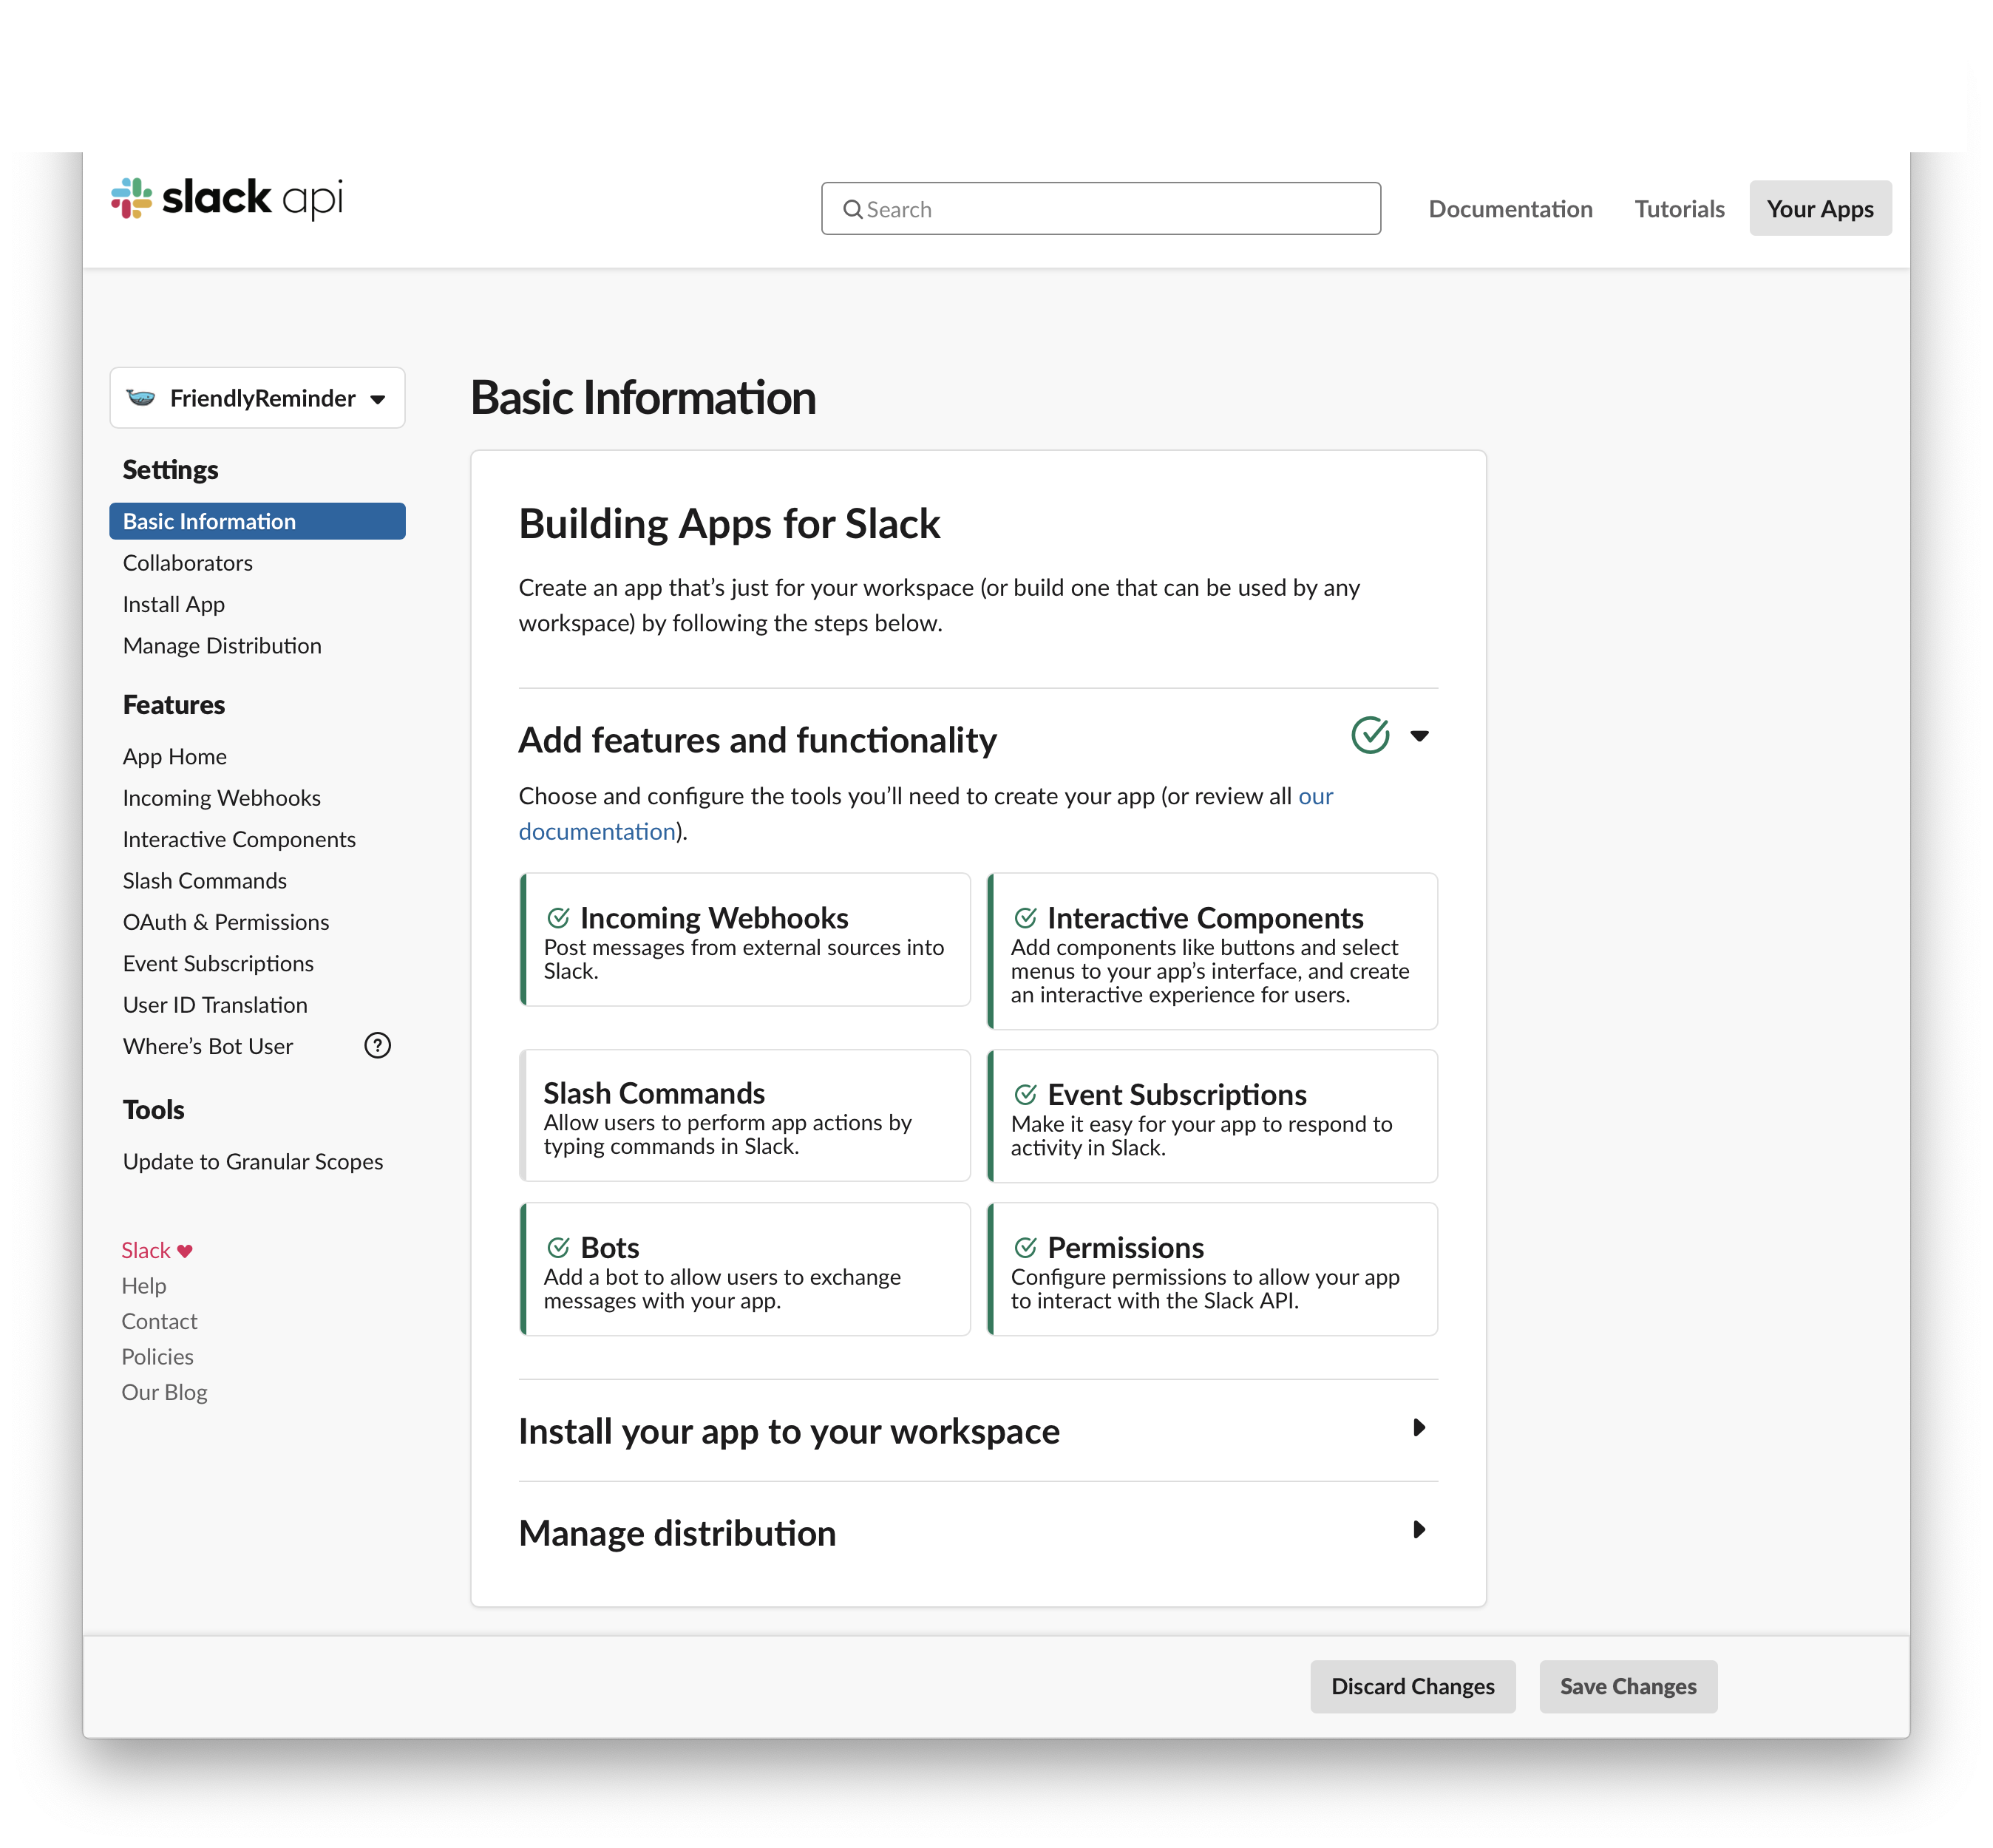 slack api
Search
Documentation
Tutorials
Your Apps
FriendlyReminder
Settings
Basic Information
Collaborators
Install App
Manage Distribution
Features
App Home
Incoming Webhooks
Interactive Components
Slash Commands
OAuth & Permissions
Event Subscriptions
User ID Translation
Where’s Bot User
?
Tools
Update to Granular Scopes
Slack ♥
Help
Contact
Policies
Our Blog
Basic Information
Building Apps for Slack
Create an app that’s just for your workspace (or build one that can be used by any
workspace) by following the steps below.
Add features and functionality
Choose and configure the tools you’ll need to create your app (or review all our
documentation).
Incoming Webhooks
Post messages from external sources into
Slack.
Interactive Components
Add components like buttons and select
menus to your app’s interface, and create
an interactive experience for users.
Slash Commands
Allow users to perform app actions by
typing commands in Slack.
Event Subscriptions
Make it easy for your app to respond to
activity in Slack.
Bots
Add a bot to allow users to exchange
messages with your app.
Permissions
Configure permissions to allow your app
to interact with the Slack API.
Install your app to your workspace
Manage distribution
Discard Changes
Save Changes